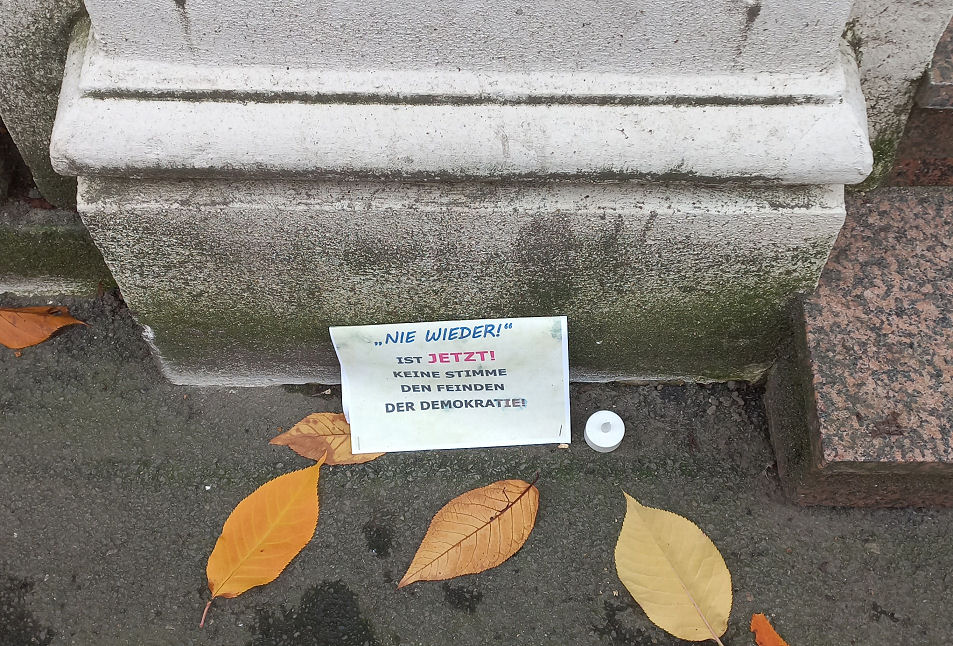 „NIE WIEDER!“
IST JETZT!
KEINE STIMME
DEN FEINDEN
DER DEMOKRATIE!